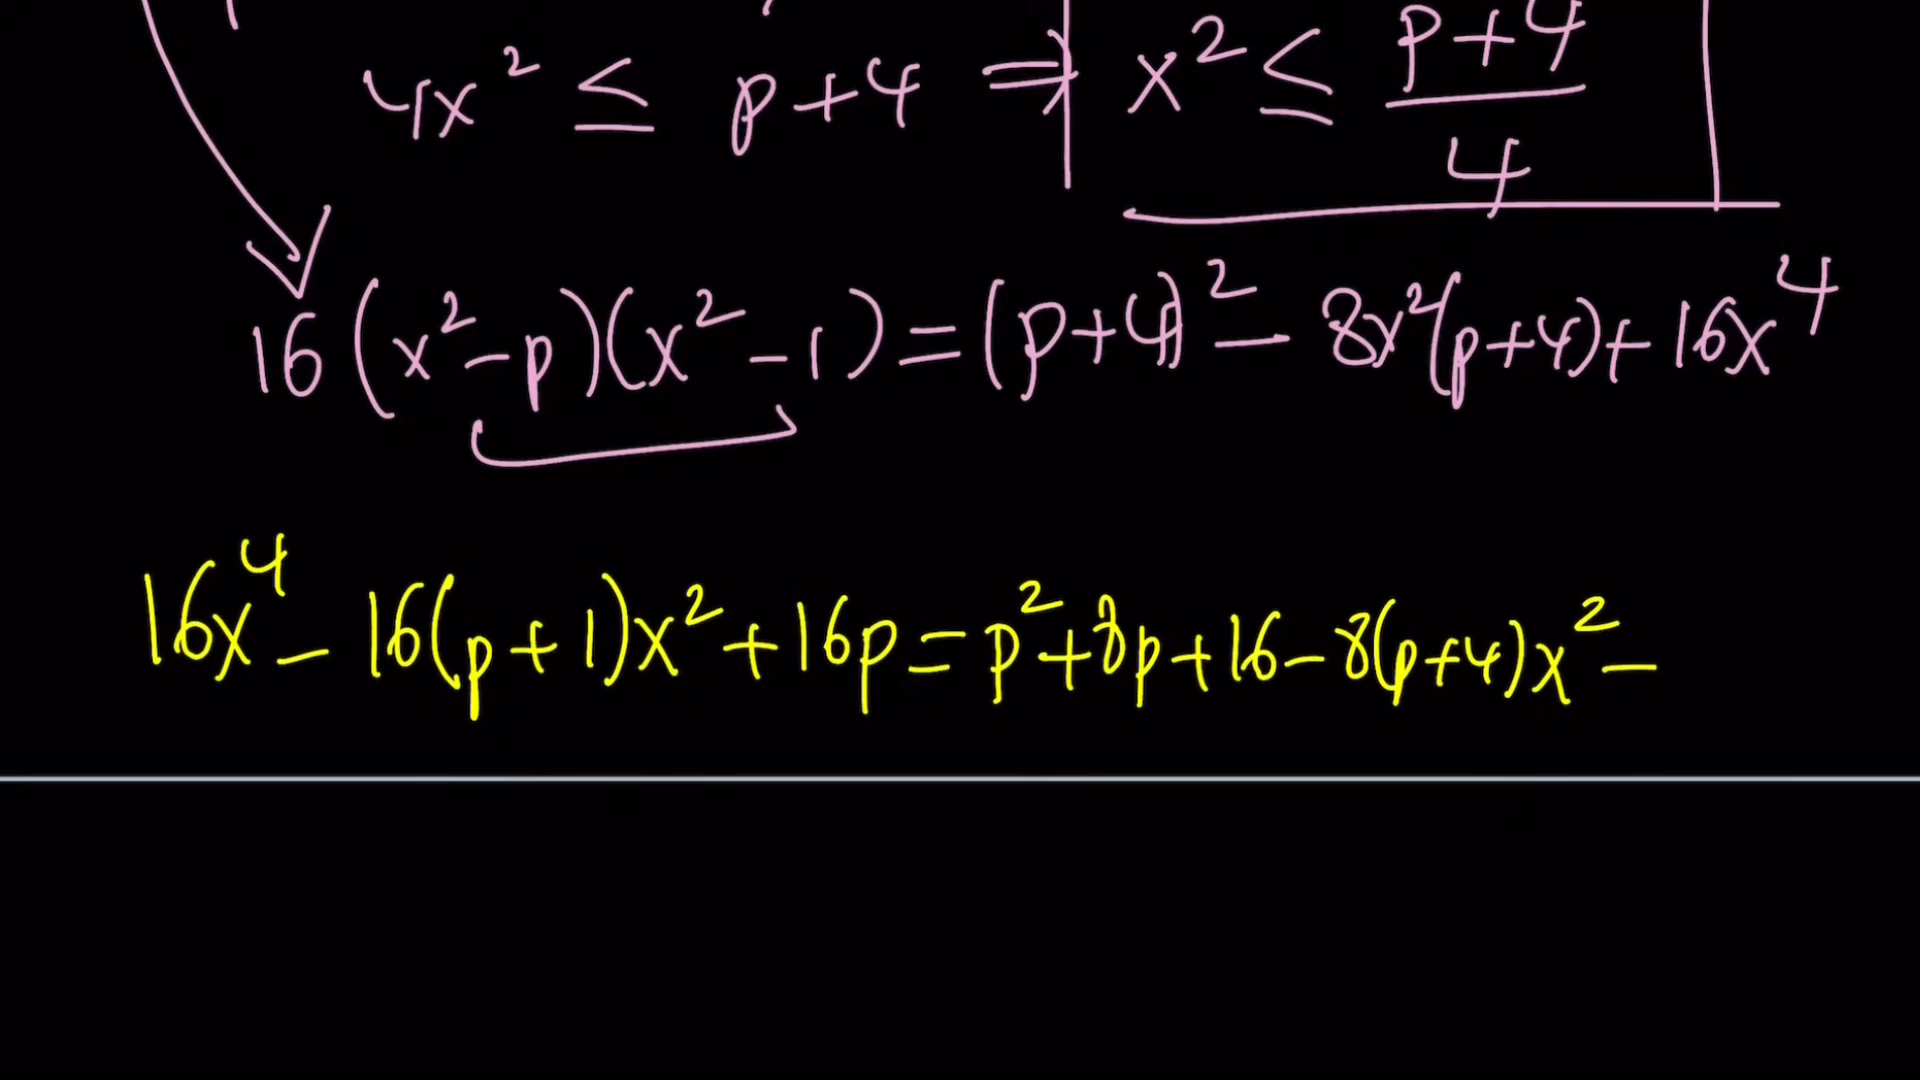 4x² ≤ p+4 ⇒ x² ≤ (p+4)/4
16(x²-p)(x²-1) = (p+4)² - 8x²(p+4) + 16x⁴
16x⁴ - 16(p+1)x² + 16p = p² + 8p + 16 - 8(p+4)x² -